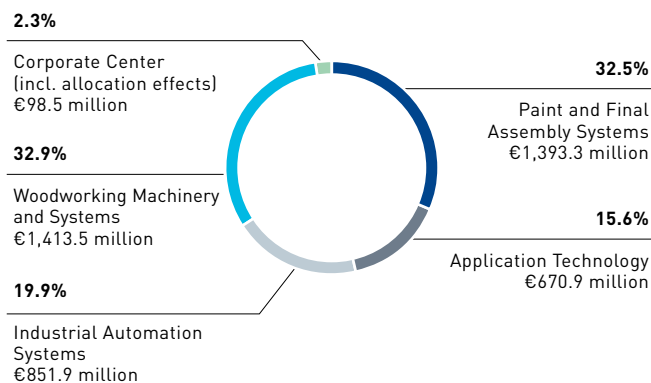 2.3%
Corporate Center
(incl. allocation effects)
€98.5 million
32.9%
Woodworking Machinery
and Systems
€1,413.5 million
19.9%
Industrial Automation
Systems
€851.9 million
32.5%
Paint and Final
Assembly Systems
€1,393.3 million
15.6%
Application Technology
€670.9 million